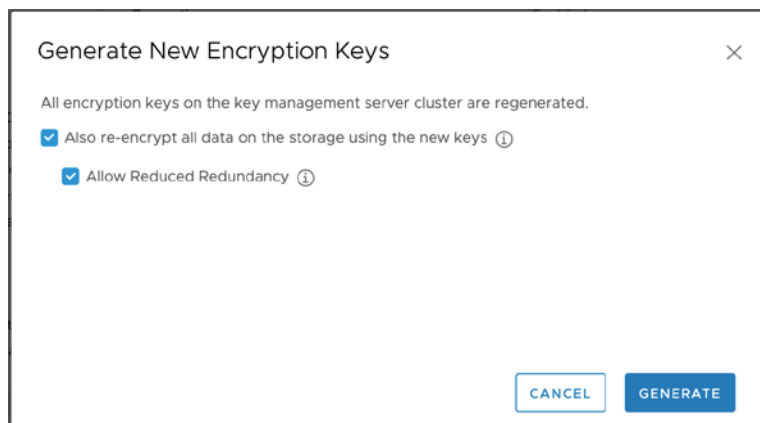 Generate New Encryption Keys
All encryption keys on the key management server cluster are regenerated.
Also re-encrypt all data on the storage using the new keys
Allow Reduced Redundancy
CANCEL GENERATE